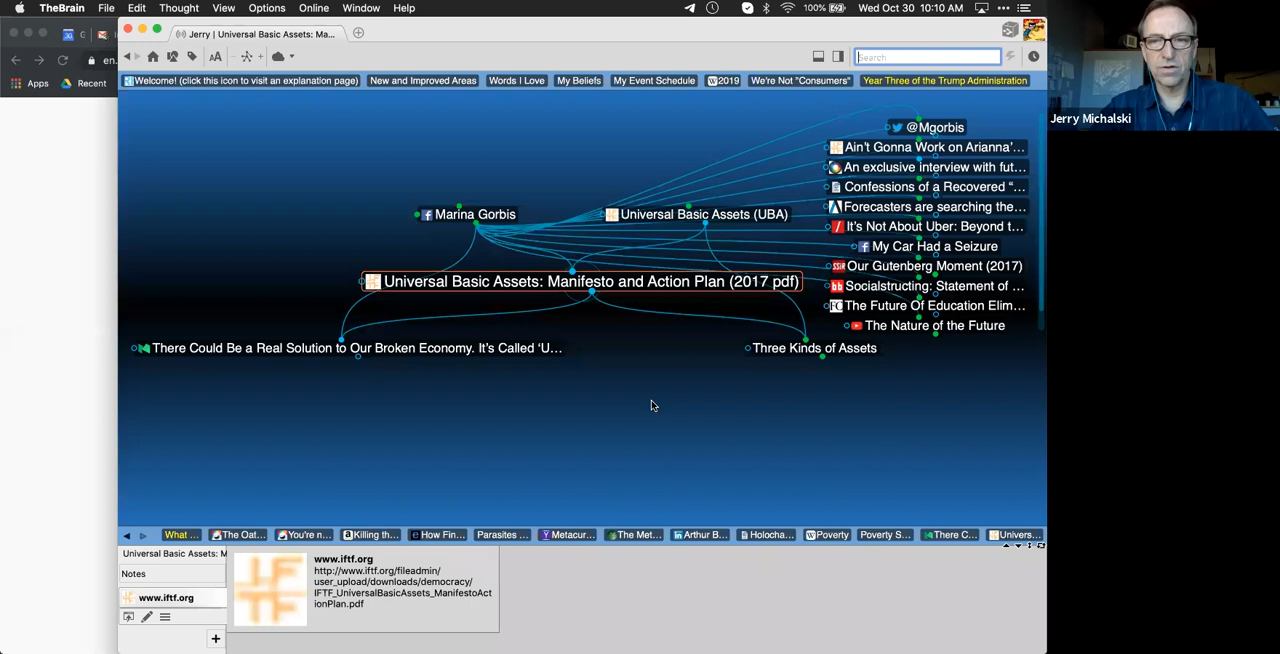 TheBrain File Edit Thought View Options Online Window Help 100% Wed Oct 30 10:10 AM
Jerry | Universal Basic Assets: Ma...
G
en.
AA
Search
Apps Recent
Welcome! (click this icon to visit an explanation page) New and Improved Areas Words I Love My Beliefs My Event Schedule 2019 We're Not "Consumers" Year Three of the Trump Administration
Jerry Michalski
@Mgorbis
Ain't Gonna Work on Arianna'...
An exclusive interview with fut...
Confessions of a Recovered "...
Forecasters are searching the...
It's Not About Uber: Beyond t...
My Car Had a Seizure
Our Gutenberg Moment (2017)
Socialstructing: Statement of ...
The Future Of Education Elim...
The Nature of the Future
Marina Gorbis
Universal Basic Assets (UBA)
Universal Basic Assets: Manifesto and Action Plan (2017 pdf)
There Could Be a Real Solution to Our Broken Economy. It's Called 'U...
Three Kinds of Assets
What ... The Oat... You're n... Killing th... How Fin... Parasites ... Metacur... The Met... Arthur B... Holocha... Poverty Poverty S... There C... Univers...
Universal Basic Assets: M
Notes
www.iftf.org
IFTF
www.iftf.org
http://www.iftf.org/fileadmin/
user_upload/downloads/democracy/
IFTF_UniversalBasicAssets_ManifestoAct
ionPlan.pdf